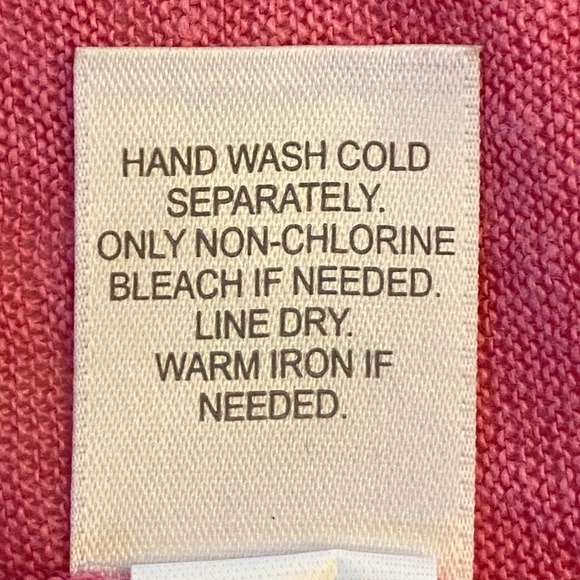 HAND WASH COLD
SEPARATELY.
ONLY NON-CHLORINE
BLEACH IF NEEDED.
LINE DRY.
WARM IRON IF
NEEDED.